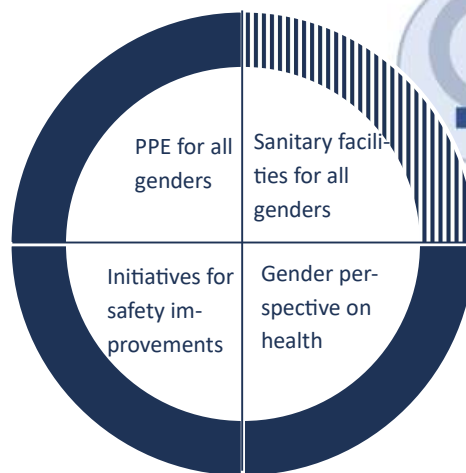 PPE for all
genders
Sanitary facili-
ties for all
genders
Initiatives for
safety im-
provements
Gender per-
spective on
health